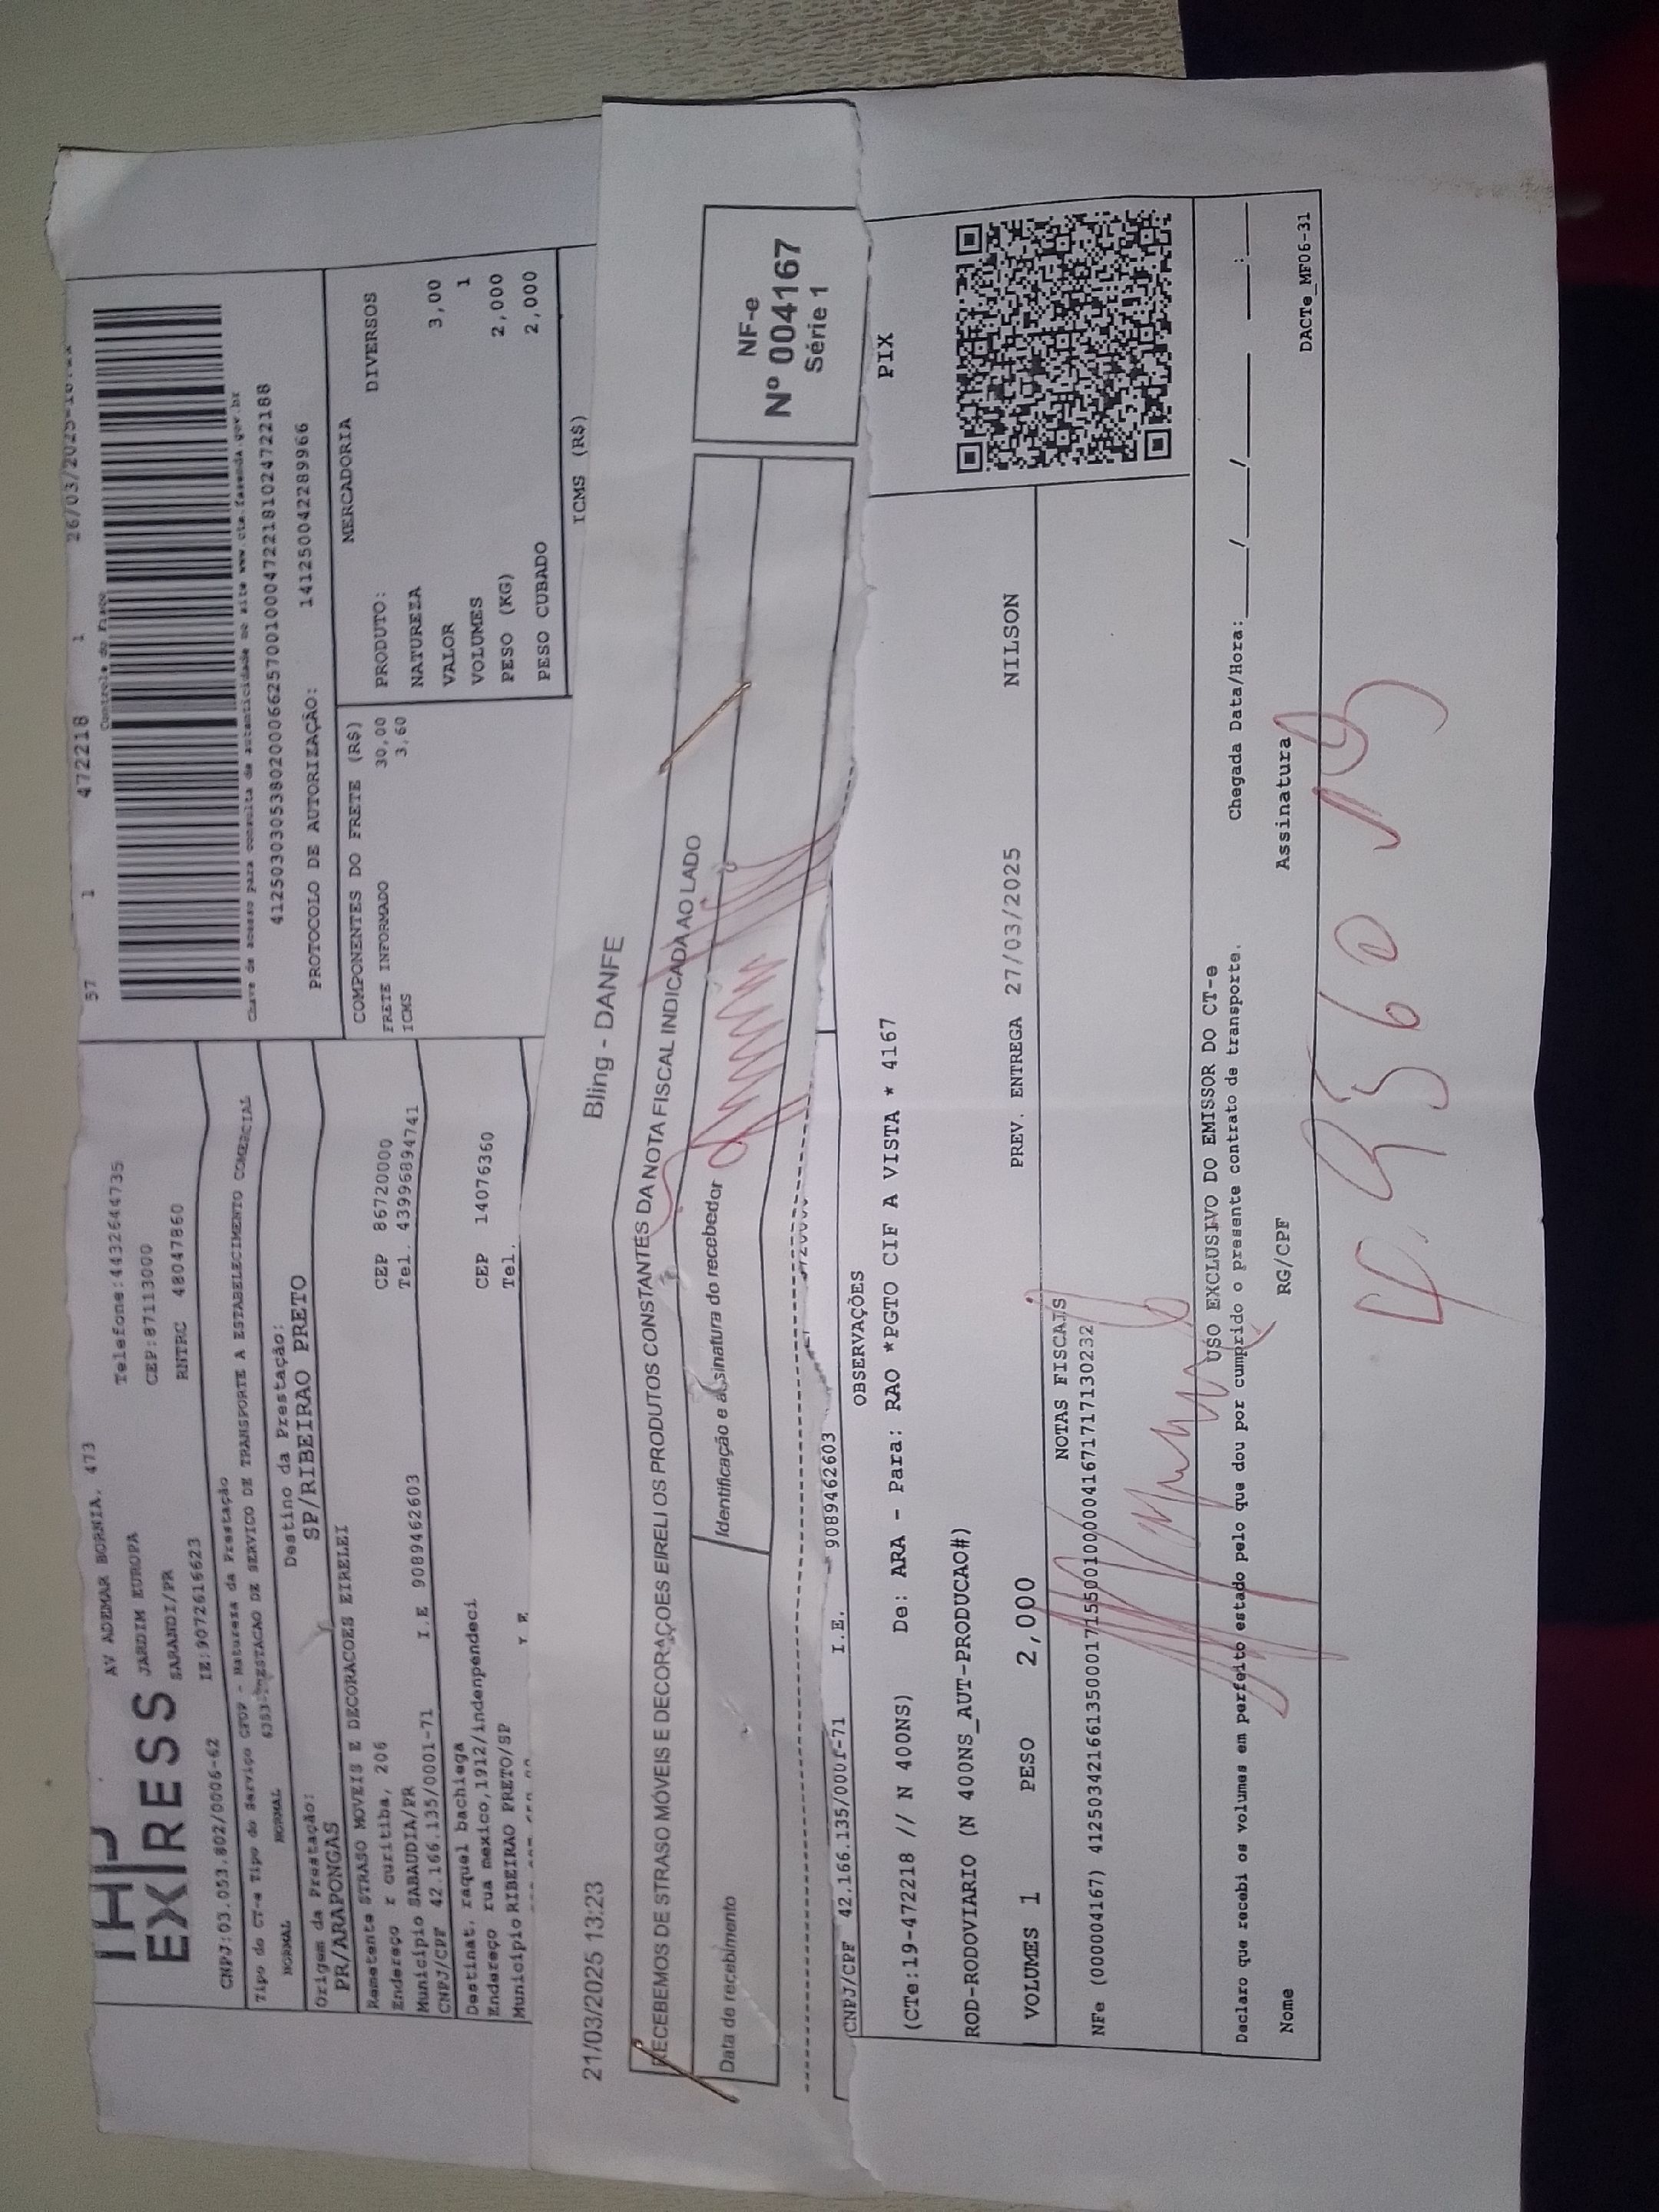 EXPRESS
AV ADEMAR BORNIA, 473
JARDIM EUROPA
SARANDI/PR
Telefone:4432644735
CEP:87113000
RNTRC 48047860
CNPJ:03.053.802/0006-62
IE:9072616623
57 1 472218 1 26/03/2025
Controle do Fisco
Chave de acesso para consulta de autenticidade no site www.cte.fazenda.gov.br
41250303053802000662570010004722181024722188
PROTOCOLO DE AUTORIZAÇÃO: 141250042289966
Tipo do CT-e Tipo do Serviço CFOP - Natureza da Prestação
NORMAL NORMAL 6353-PRESTACAO DE SERVICO DE TRANSPORTE A ESTABELECIMENTO COMERCIAL
Origem da Prestação: Destino da Prestação:
PR/ARAPONGAS SP/RIBEIRAO PRETO
Remetente STRASO MOVEIS E DECORACOES EIRELEI
Endereço r curitiba, 206 CEP 86720000
Município SABAUDIA/PR Tel. 43996894741
CNPJ/CPF 42.166.135/0001-71 I.E 9089462603
Destinat. raquel bachiega
Endereço rua mexico,1912/indenpendeci CEP 14076360
Município RIBEIRAO PRETO/SP Tel.
COMPONENTES DO FRETE (R$)
FRETE INFORMADO 30,00
ICMS 3,60
MERCADORIA
PRODUTO: DIVERSOS
NATUREZA
VALOR 3,00
VOLUMES 1
PESO (KG) 2,000
PESO CUBADO 2,000
ICMS (R$)
21/03/2025 13:23 Bling - DANFE
RECEBEMOS DE STRASO MÓVEIS E DECORAÇOES EIRELI OS PRODUTOS CONSTANTES DA NOTA FISCAL INDICADA AO LADO
Data de recebimento Identificação e assinatura do recebedor
NF-e
Nº 004167
Série 1
CNPJ/CPF 42.166.135/0001-71 I.E. 9089462603
OBSERVAÇÕES
(CTe:19-472218 // N 400NS) De: ARA - Para: RAO *PGTO CIF A VISTA * 4167
ROD-RODOVIARIO (N 400NS_AUT-PRODUCAO#)
PIX
VOLUMES 1 PESO 2,000 PREV. ENTREGA 27/03/2025 NILSON
NOTAS FISCAIS
NFe (000004167) 41250342166135000171550010000041671717130232
USO EXCLUSIVO DO EMISSOR DO CT-e
Declaro que recebi os volumes em perfeito estado pelo que dou por cumprido o presente contrato de transporte.
Chegada Data/Hora:____/____/____ ____:____
Nome RG/CPF Assinatura
DACTe_MF06-31